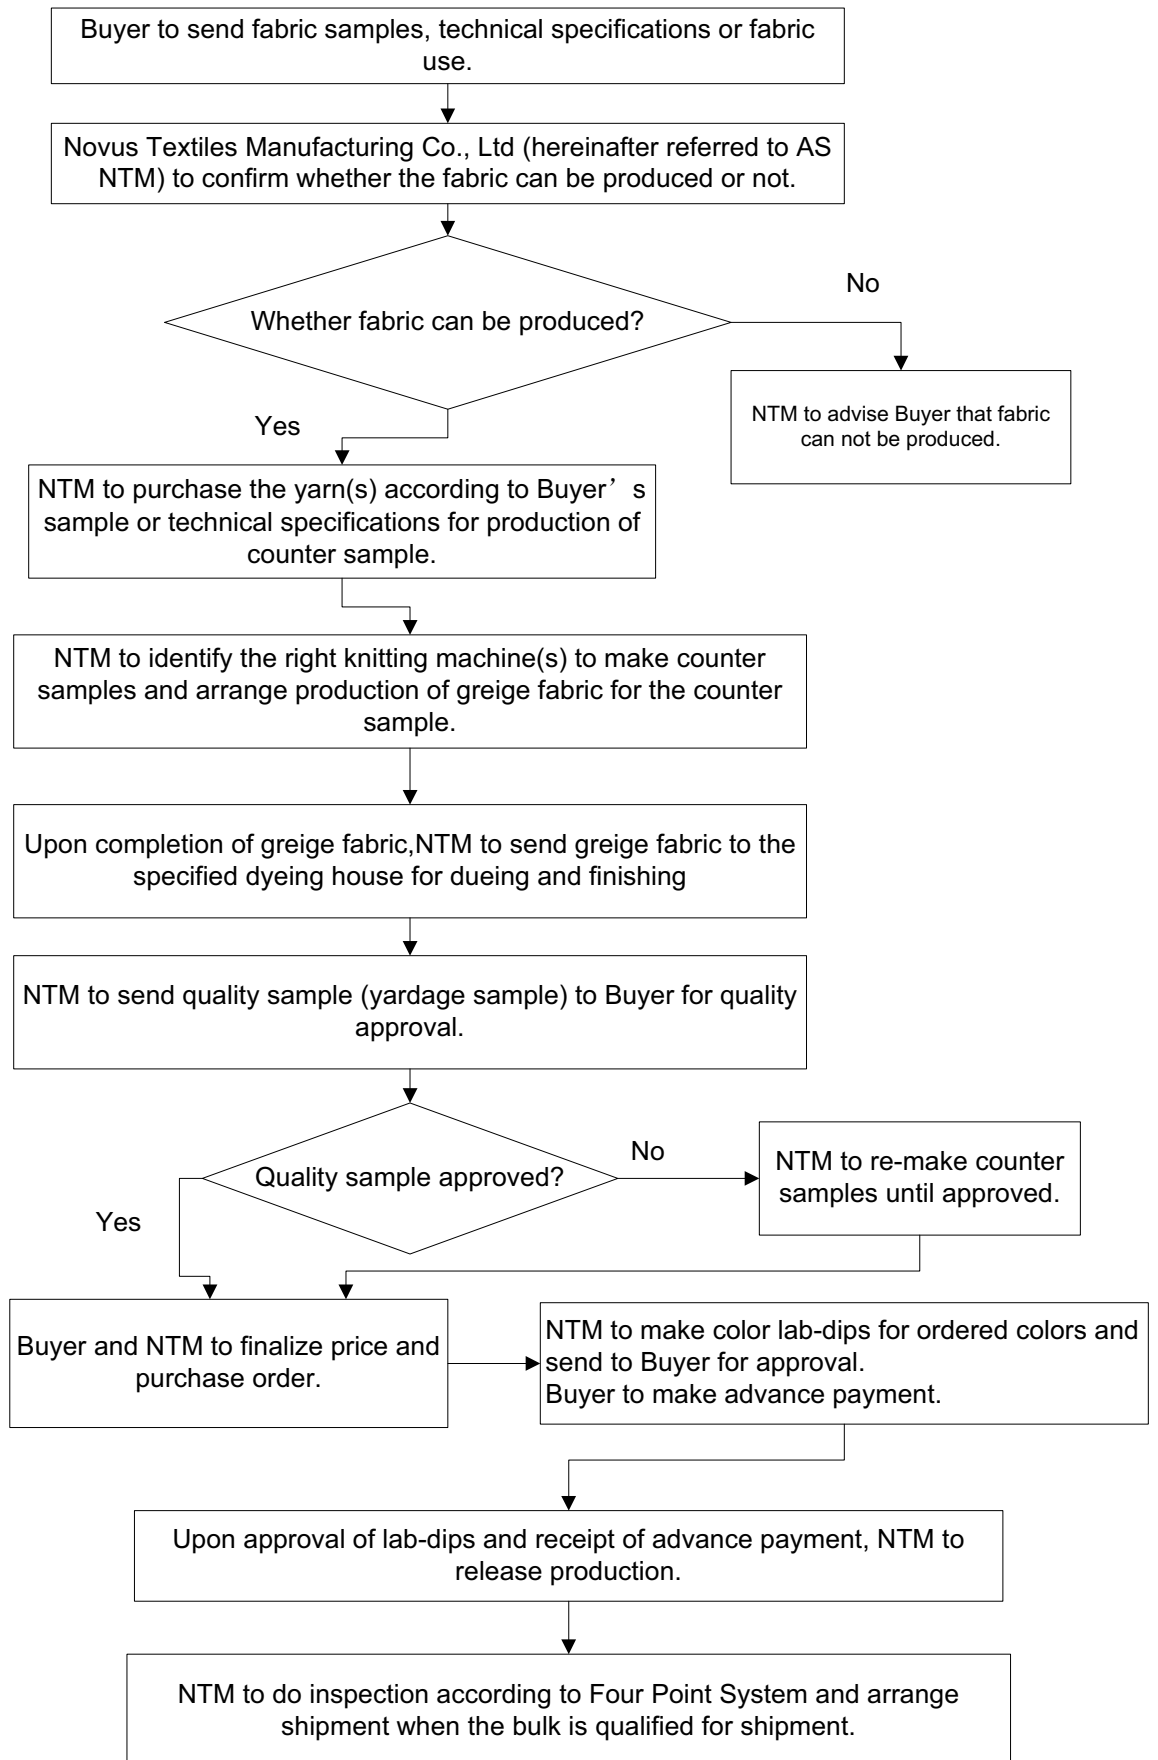 Buyer to send fabric samples, technical specifications or fabric
use.
Novus Textiles Manufacturing Co., Ltd (hereinafter referred to AS
NTM) to confirm whether the fabric can be produced or not.
Whether fabric can be produced?
No
NTM to advise Buyer that fabric
can not be produced.
Yes
NTM to purchase the yarn(s) according to Buyer’s
sample or technical specifications for production of
counter sample.
NTM to identify the right knitting machine(s) to make counter
samples and arrange production of greige fabric for the counter
sample.
Upon completion of greige fabric,NTM to send greige fabric to the
specified dyeing house for dueing and finishing
NTM to send quality sample (yardage sample) to Buyer for quality
approval.
Quality sample approved?
No
NTM to re-make counter
samples until approved.
Yes
Buyer and NTM to finalize price and
purchase order.
NTM to make color lab-dips for ordered colors and
send to Buyer for approval.
Buyer to make advance payment.
Upon approval of lab-dips and receipt of advance payment, NTM to
release production.
NTM to do inspection according to Four Point System and arrange
shipment when the bulk is qualified for shipment.